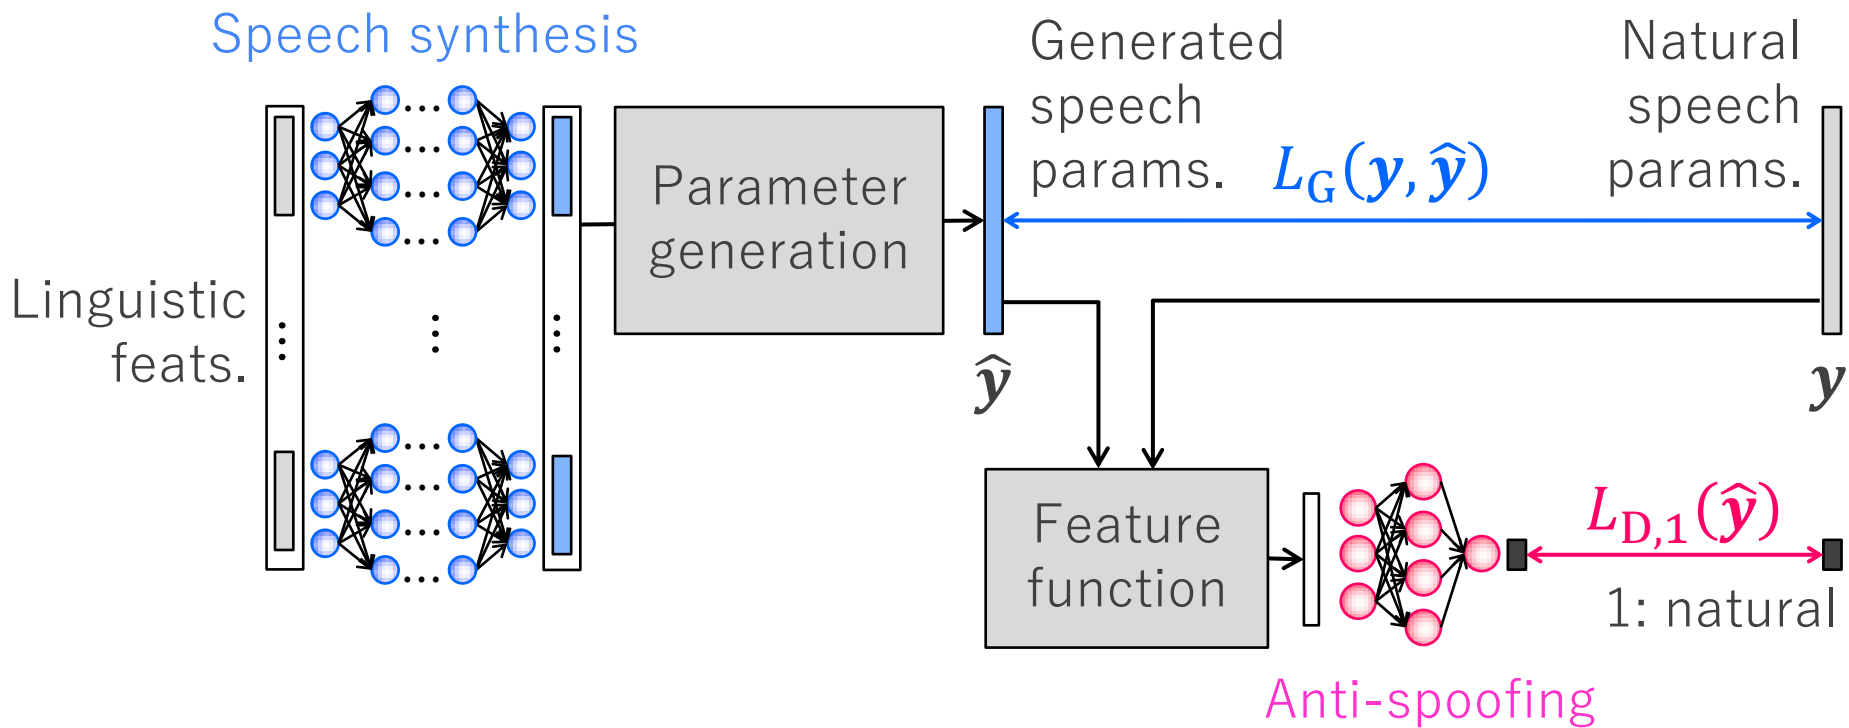 Speech synthesis
Linguistic
feats.
Parameter
generation
Generated
speech
params.
L_G(y, ŷ)
Natural
speech
params.
ŷ
y
Feature
function
L_D,1(ŷ)
1: natural
Anti-spoofing